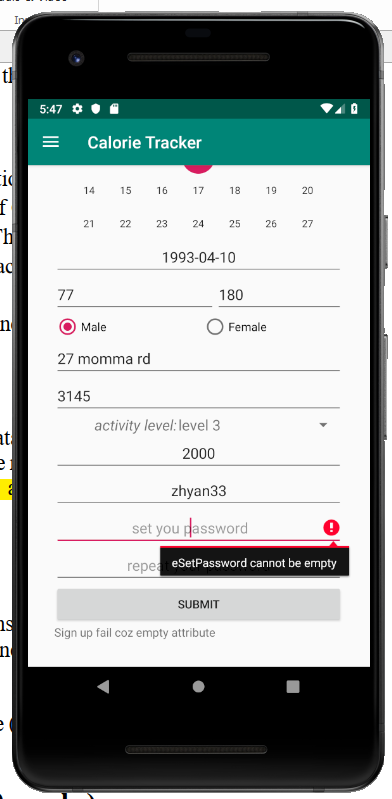 5:47
Calorie Tracker
14 15 16 17 18 19 20
21 22 23 24 25 26 27
1993-04-10
77 180
Male Female
27 momma rd
3145
activity level: level 3
2000
zhyan33
set you password
eSetPassword cannot be empty
repea
SUBMIT
Sign up fail coz empty attribute